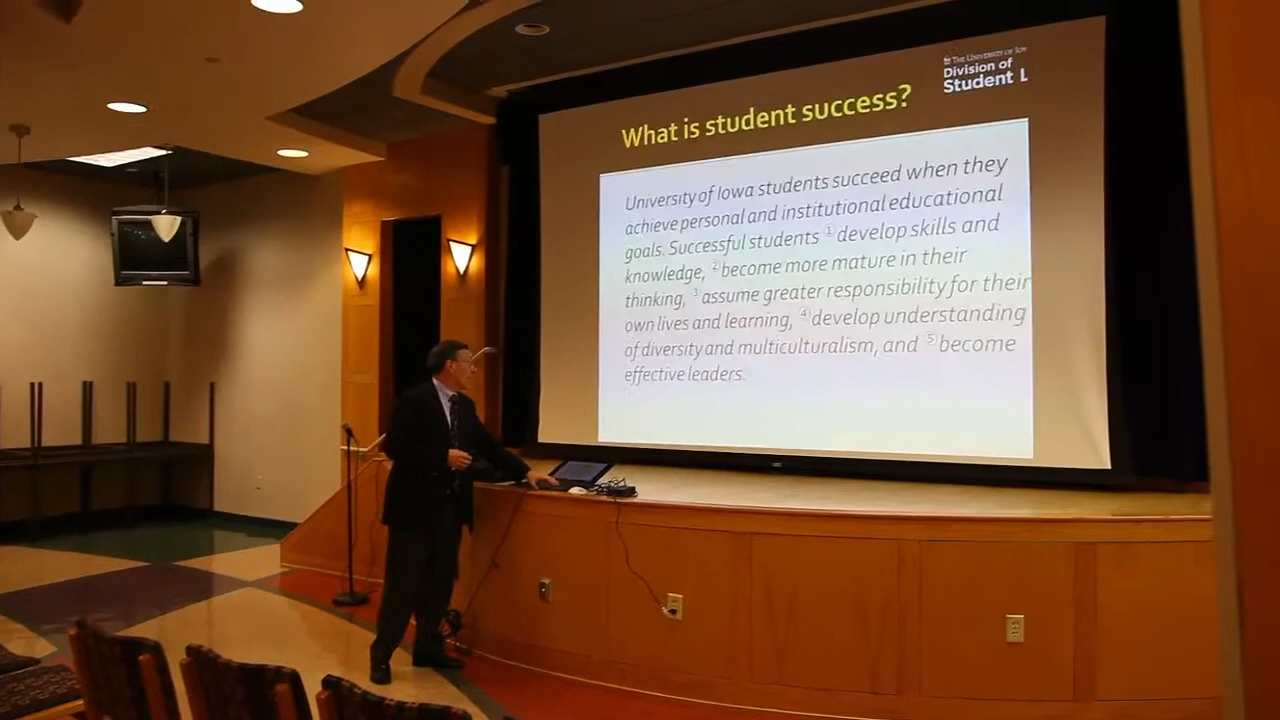 THE UNIVERSITY OF IOW
Division of
Student L
What is student success?
University of Iowa students succeed when they
achieve personal and institutional educational
goals. Successful students ① develop skills and
knowledge, ② become more mature in their
thinking, ③ assume greater responsibility for their
own lives and learning, ④ develop understanding
of diversity and multiculturalism, and ⑤ become
effective leaders.